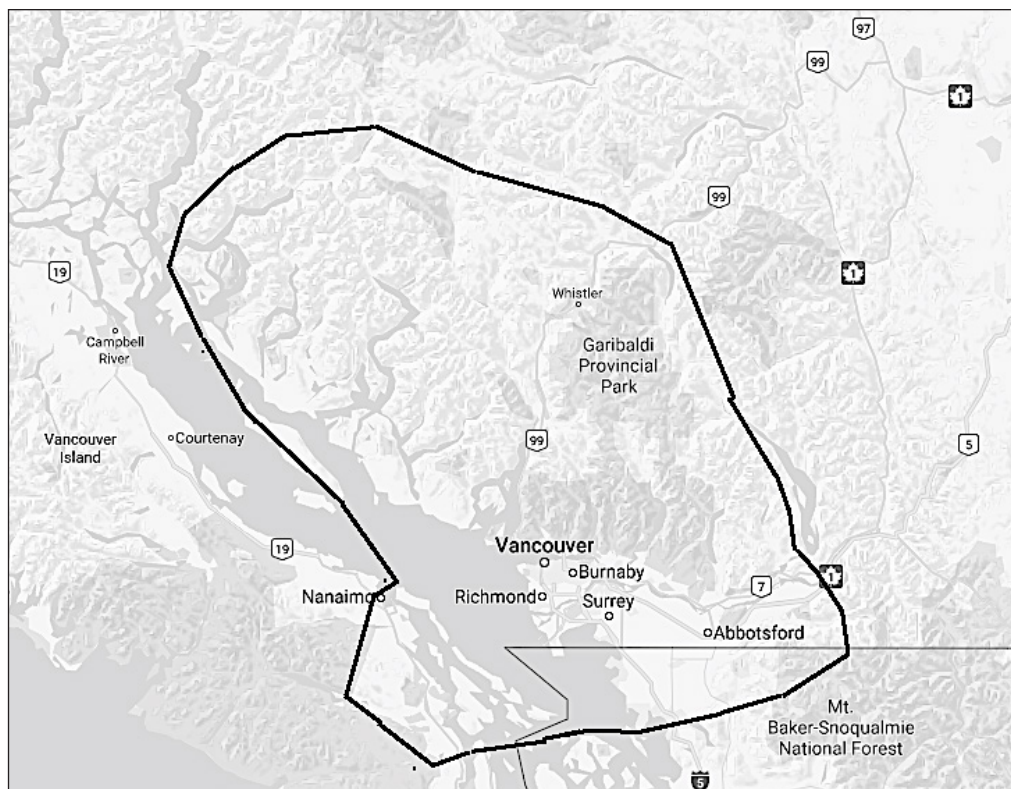 97
99
1
99
19
1
Whistler
Campbell
River
Garibaldi
Provincial
Park
Vancouver
Island
Courtenay
99
5
19
Vancouver
Burnaby
1
7
Nanaimo
Richmond
Surrey
Abbotsford
Mt.
Baker-Snoqualmie
National Forest
5